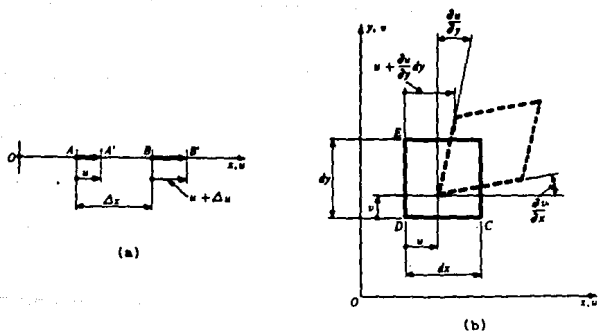 O
A
A'
B
B'
x, u
u
u + Δu
Δx
(a)
y, v
∂u/∂y
u + ∂u/∂y dy
E
dy
v
D
C
∂v/∂x
u
dx
O
x, u
(b)